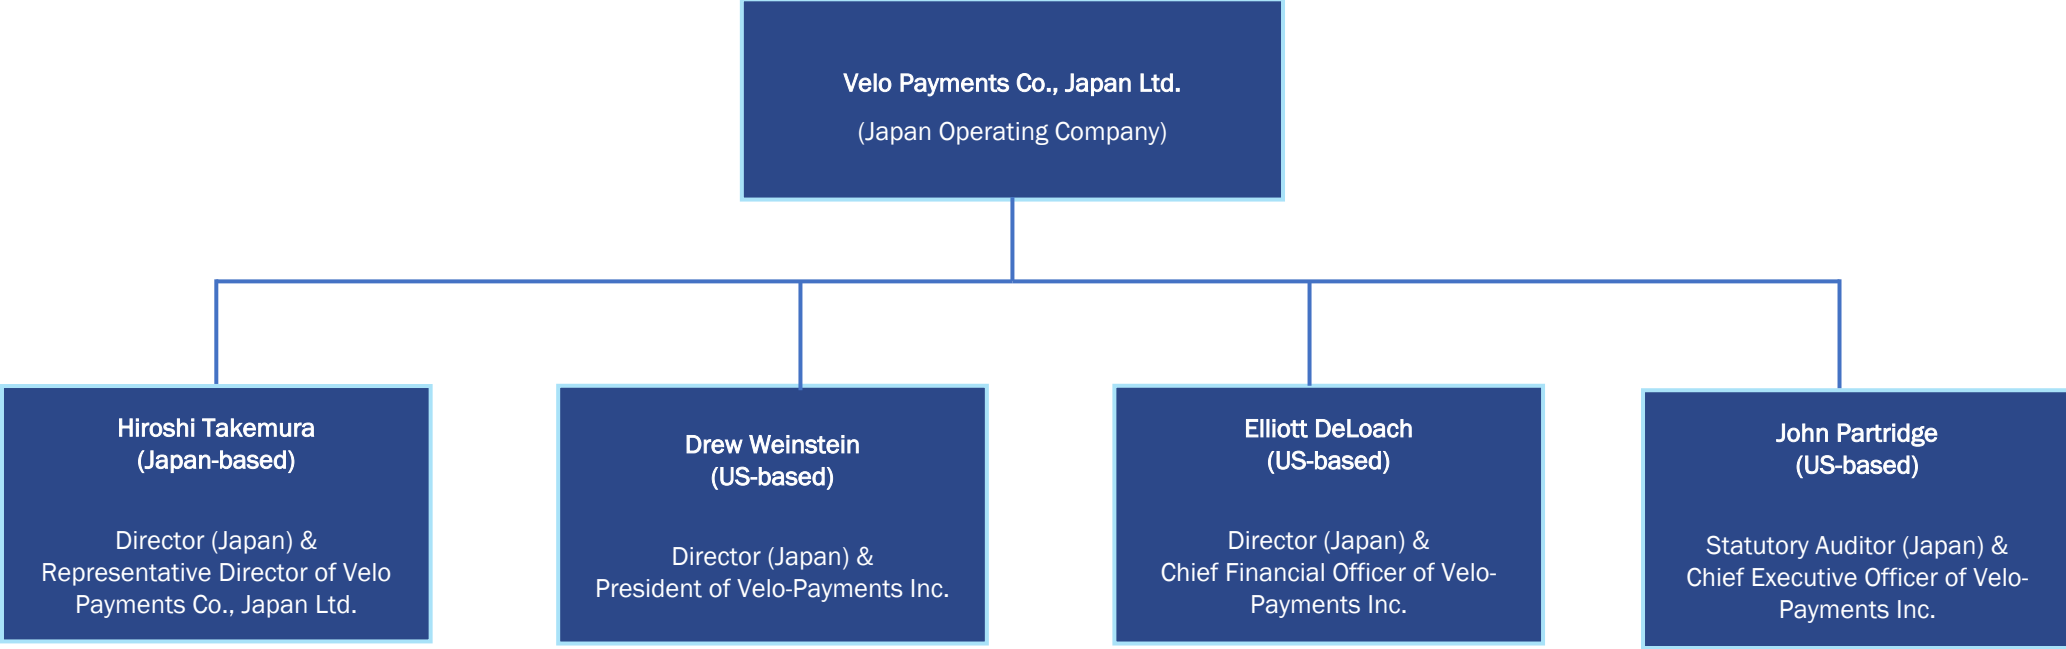 Velo Payments Co., Japan Ltd.
(Japan Operating Company)
Hiroshi Takemura
(Japan-based)
Director (Japan) &
Representative Director of Velo
Payments Co., Japan Ltd.
Drew Weinstein
(US-based)
Director (Japan) &
President of Velo-Payments Inc.
Elliott DeLoach
(US-based)
Director (Japan) &
Chief Financial Officer of Velo-
Payments Inc.
John Partridge
(US-based)
Statutory Auditor (Japan) &
Chief Executive Officer of Velo-
Payments Inc.